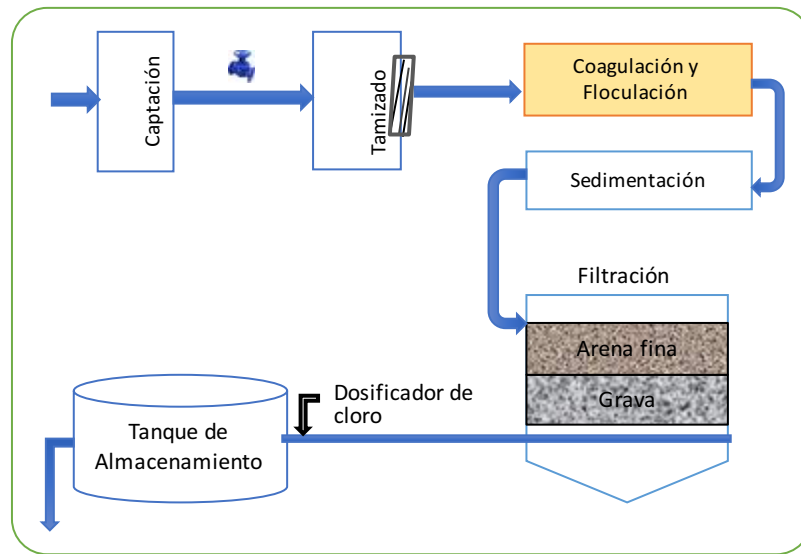 Captación
Tamizado
Coagulación y
Floculación
Sedimentación
Filtración
Arena fina
Grava
Dosificador de
cloro
Tanque de
Almacenamiento